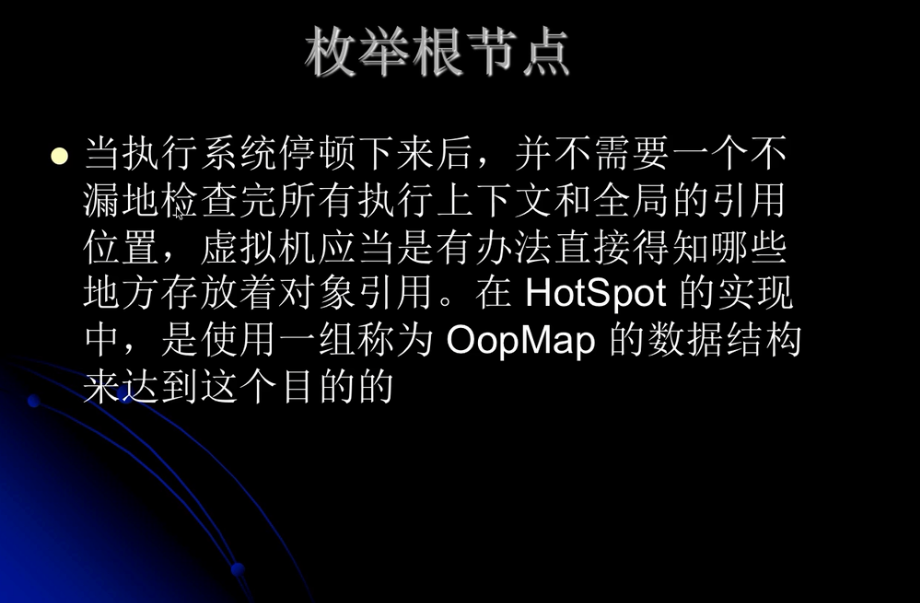 枚举根节点
当执行系统停顿下来后，并不需要一个不
漏地检查完所有执行上下文和全局的引用
位置，虚拟机应当是有办法直接得知哪些
地方存放着对象引用。在 HotSpot 的实现
中，是使用一组称为 OopMap 的数据结构
来达到这个目的的